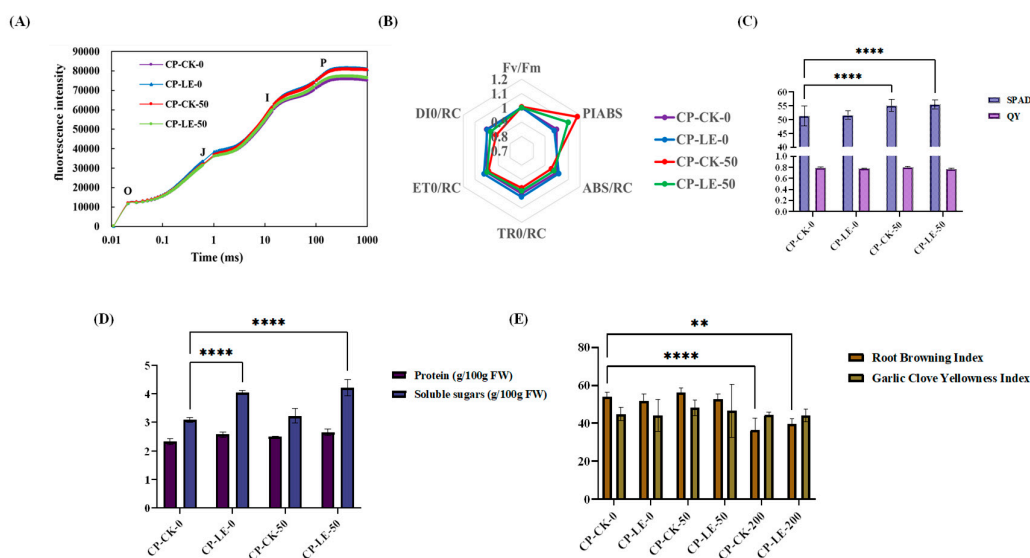 (A)
fluorescence intensity
90000
80000
70000
60000
50000
40000
30000
20000
10000
0
CP-CK-0
CP-LE-0
CP-CK-50
CP-LE-50
O
J
I
P
0.01
0.1
1
10
100
1000
Time (ms)
(B)
Fv/Fm
PIABS
ABS/RC
TR0/RC
ET0/RC
DI0/RC
1.2
1.1
1
0.9
0.8
0.7
CP-CK-0
CP-LE-0
CP-CK-50
CP-LE-50
(C)
****
****
60
55
50
45
40
1.0
0.8
0.6
0.4
0.2
0.0
CP-CK-0
CP-LE-0
CP-CK-50
CP-LE-50
SPAD
QY
(D)
****
****
5
4
3
2
1
0
CP-CK-0
CP-LE-0
CP-CK-50
CP-LE-50
Protein (g/100g FW)
Soluble sugars (g/100g FW)
(E)
**
****
80
60
40
20
0
CP-CK-0
CP-LE-0
CP-CK-50
CP-LE-50
CP-CK-200
CP-LE-200
Root Browning Index
Garlic Clove Yellowness Index